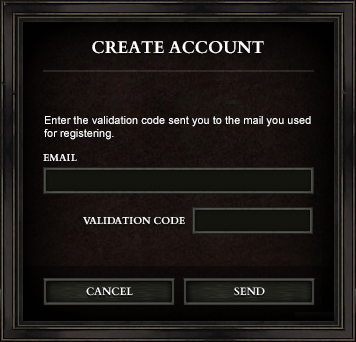 CREATE ACCOUNT
Enter the validation code sent you to the mail you used
for registering.
EMAIL
VALIDATION CODE
CANCEL
SEND